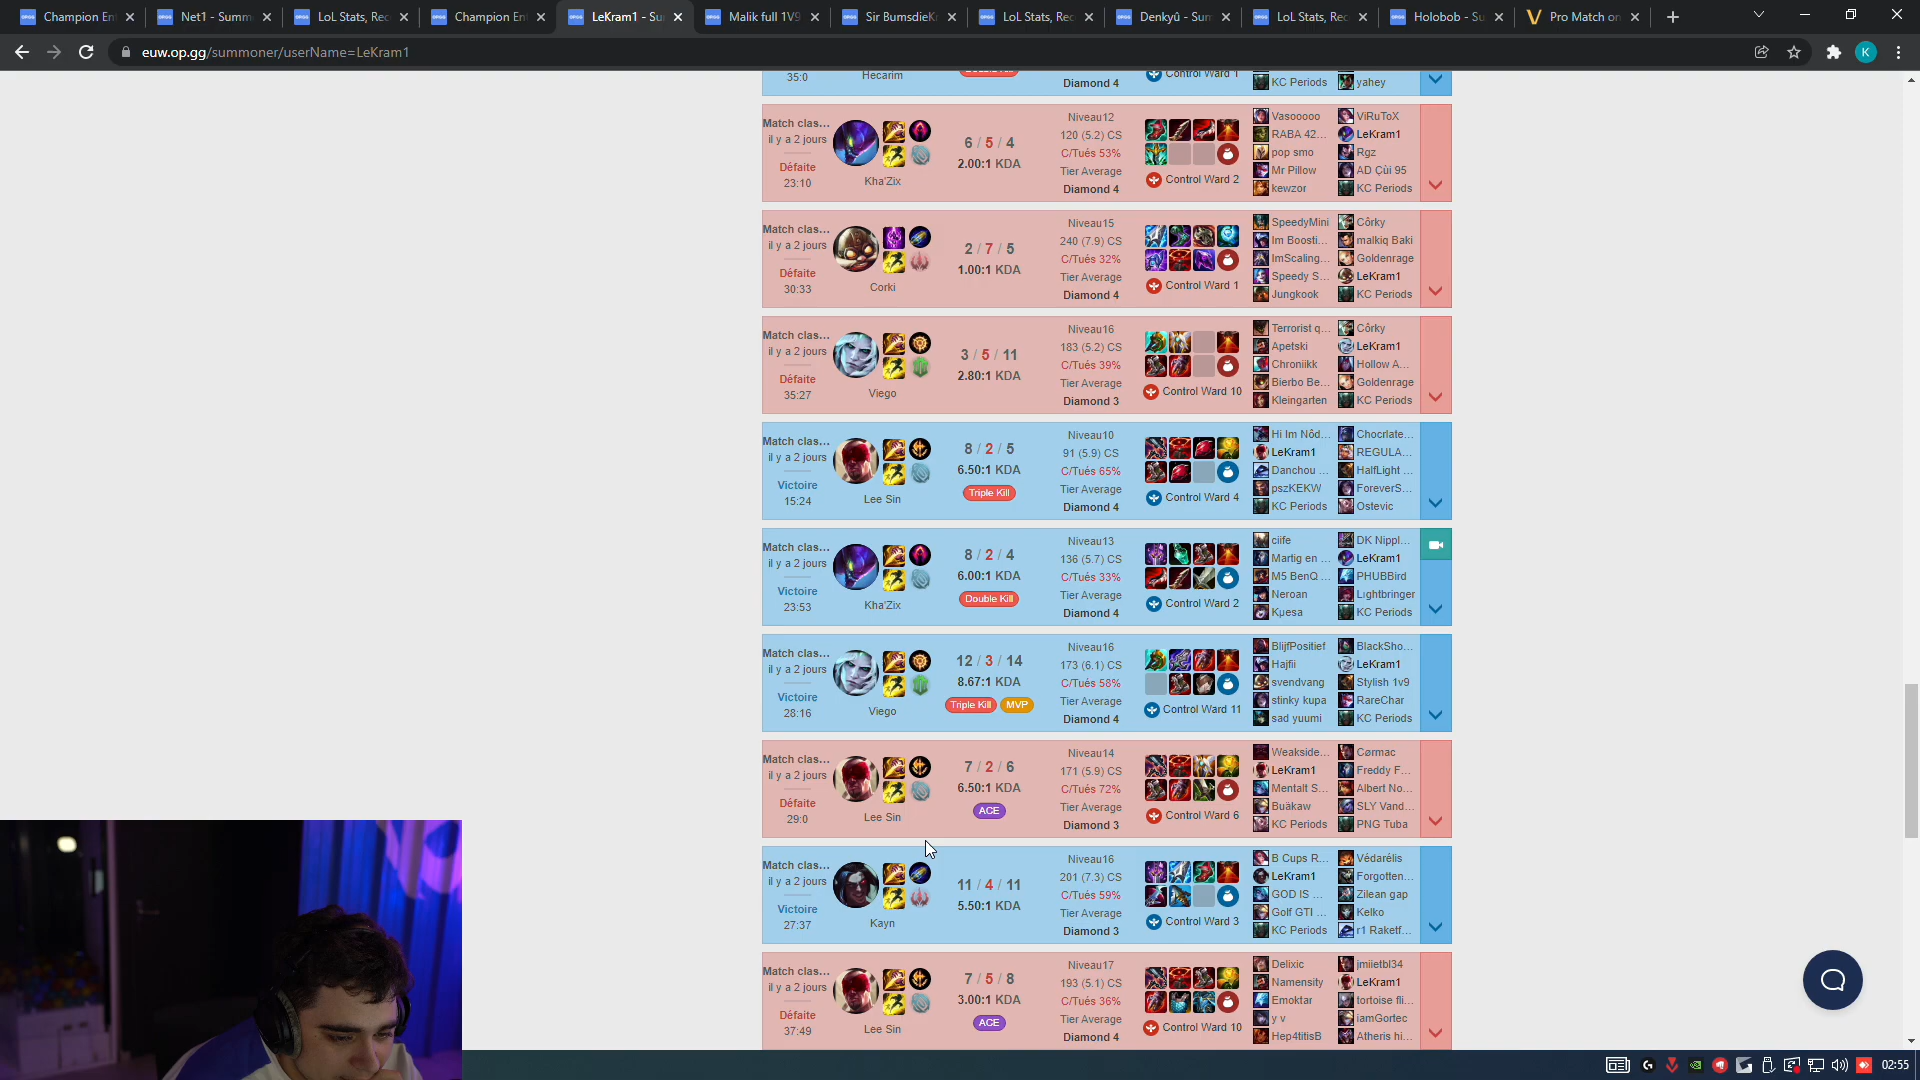 Champion En
Net1 - Summ
LoL Stats, Rec
Champion En
LeKram1 - Su
Malik full 1V9
Sir BumsdieK
LoL Stats, Rec
Denkyû - Sum
LoL Stats, Rec
Holobob - Su
Pro Match on
euw.op.gg/summoner/userName=LeKram1
K
35:0
Hecarim
Diamond 4
Control Ward 1
KC Periods
yahey
Match clas...
il y a 2 jours
Défaite
23:10
Kha'Zix
6 / 5 / 4
2.00:1 KDA
Niveau12
120 (5.2) CS
C/Tués 53%
Tier Average
Diamond 4
Control Ward 2
Vasooooo
ViRuToX
RABA 42...
LeKram1
pop smo
Rgz
Mr Pillow
AD Çùi 95
kewzor
KC Periods
Match clas...
il y a 2 jours
Défaite
30:33
Corki
2 / 7 / 5
1.00:1 KDA
Niveau15
240 (7.9) CS
C/Tués 32%
Tier Average
Diamond 4
Control Ward 1
SpeedyMini
Côrky
Im Boosti...
malkiq Baki
ImScaling...
Goldenrage
Speedy S...
LeKram1
Jungkook
KC Periods
Match clas...
il y a 2 jours
Défaite
35:27
Viego
3 / 5 / 11
2.80:1 KDA
Niveau16
183 (5.2) CS
C/Tués 39%
Tier Average
Diamond 3
Control Ward 10
Terrorist q...
Côrky
Apetski
LeKram1
Chroniikk
Hollow A...
Bierbo Be...
Goldenrage
Kleingarten
KC Periods
Match clas...
il y a 2 jours
Victoire
15:24
Lee Sin
8 / 2 / 5
6.50:1 KDA
Triple Kill
Niveau10
91 (5.9) CS
C/Tués 65%
Tier Average
Diamond 4
Control Ward 4
Hi Im Nôd...
Chocrlate...
LeKram1
REGULA...
Danchou ...
HalfLight ...
pszKEKW
ForeverS...
KC Periods
Ostevic
Match clas...
il y a 2 jours
Victoire
23:53
Kha'Zix
8 / 2 / 4
6.00:1 KDA
Double Kill
Niveau13
136 (5.7) CS
C/Tués 33%
Tier Average
Diamond 4
Control Ward 2
ciife
DK Nippl...
Martig en ...
LeKram1
M5 BenQ ...
PHUBBird
Neroan
Lıghtbringer
Kµesa
KC Periods
Match clas...
il y a 2 jours
Victoire
28:16
Viego
12 / 3 / 14
8.67:1 KDA
Triple Kill
MVP
Niveau16
173 (6.1) CS
C/Tués 58%
Tier Average
Diamond 4
Control Ward 11
BlijfPositief
BlackSho...
Hajfii
LeKram1
svendvang
Stylish 1v9
stinky kupa
RareChar
sad yuumi
KC Periods
Match clas...
il y a 2 jours
Défaite
29:0
Lee Sin
7 / 2 / 6
6.50:1 KDA
ACE
Niveau14
171 (5.9) CS
C/Tués 72%
Tier Average
Diamond 3
Control Ward 6
Weakside...
Cørmac
LeKram1
Freddy F...
Mentalt S...
Albert No...
Buäkaw
SLY Vand...
KC Periods
PNG Tuba
Match clas...
il y a 2 jours
Victoire
27:37
Kayn
11 / 4 / 11
5.50:1 KDA
Niveau16
201 (7.3) CS
C/Tués 59%
Tier Average
Diamond 3
Control Ward 3
B Cups R...
Védarélis
LeKram1
Forgotten...
GOD IS ...
Zilean gap
Golf GTI ...
Kelko
KC Periods
r1 Raketf...
Match clas...
il y a 2 jours
Défaite
37:49
Lee Sin
7 / 5 / 8
3.00:1 KDA
ACE
Niveau17
193 (5.1) CS
C/Tués 36%
Tier Average
Diamond 4
Control Ward 10
Delixic
jmiietbl34
Namensity
LeKram1
Emoktar
tortoise fli...
y v
iamGortec
Hep4titisB
Atheris hi...
02:55